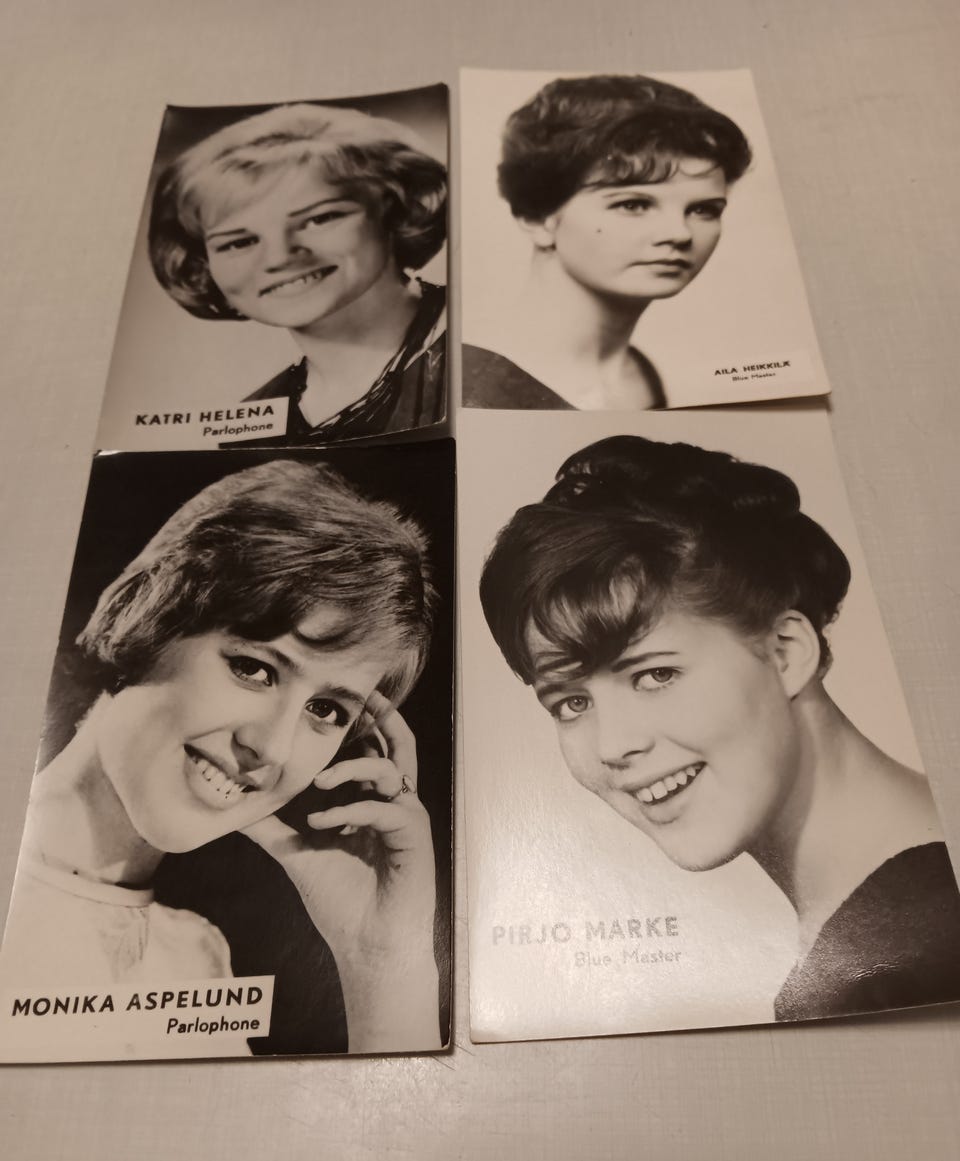 KATRI HELENA
Parlophone
AILA HEIKKILÄ
Blue Master
MONIKA ASPELUND
Parlophone
PIRJO MARKE
Blue Master